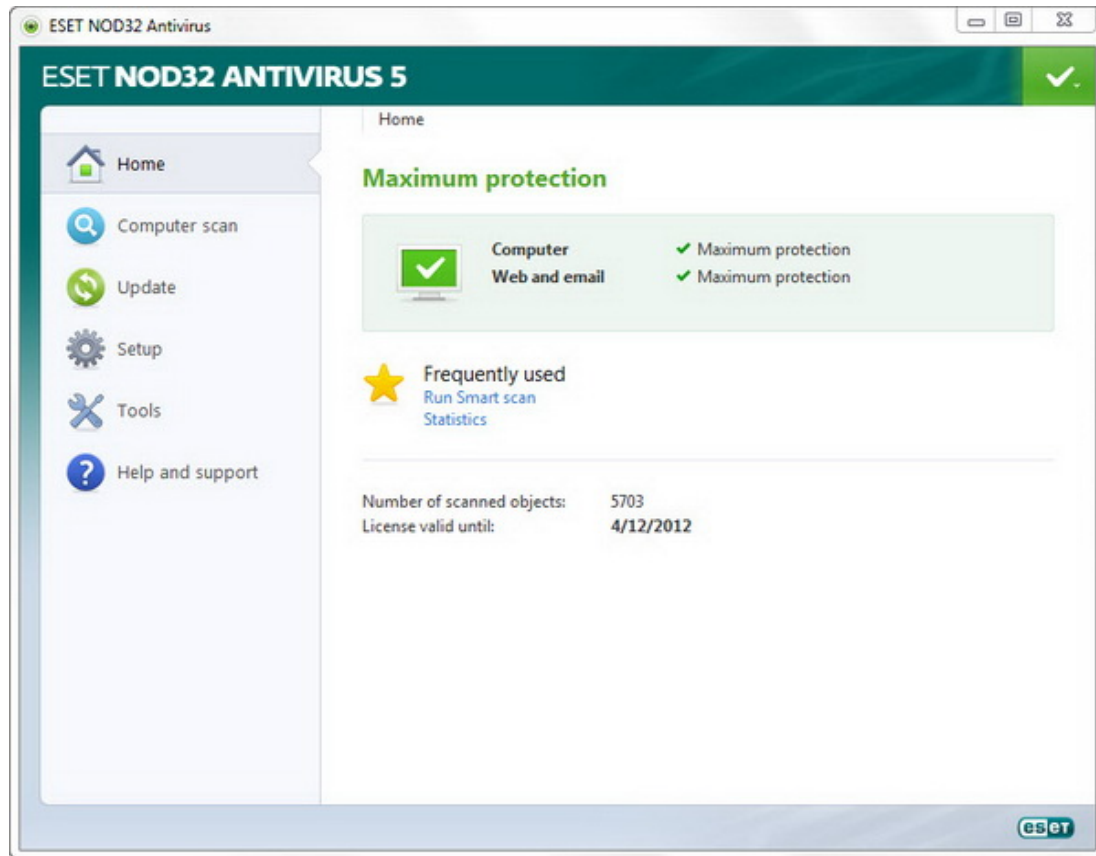 ESET NOD32 Antivirus
ESET NOD32 ANTIVIRUS 5
Home
Computer scan
Update
Setup
Tools
? Help and support
Home
Maximum protection
Computer Maximum protection
Web and email Maximum protection
Frequently used
Run Smart scan
Statistics
Number of scanned objects: 5703
License valid until: 4/12/2012
eseT